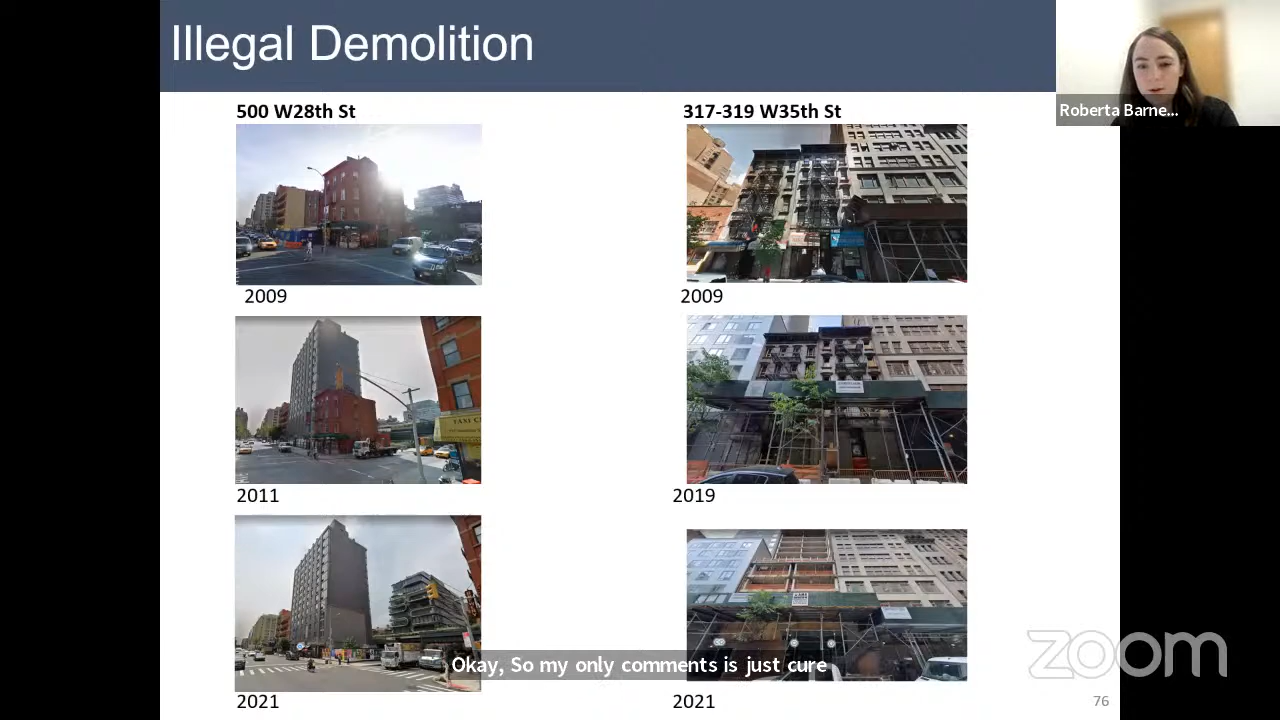 Illegal Demolition
Roberta Barne...
500 W28th St
317-319 W35th St
2009
2009
2011
2019
Okay, So my only comments is just cure
zoom
2021
2021
76